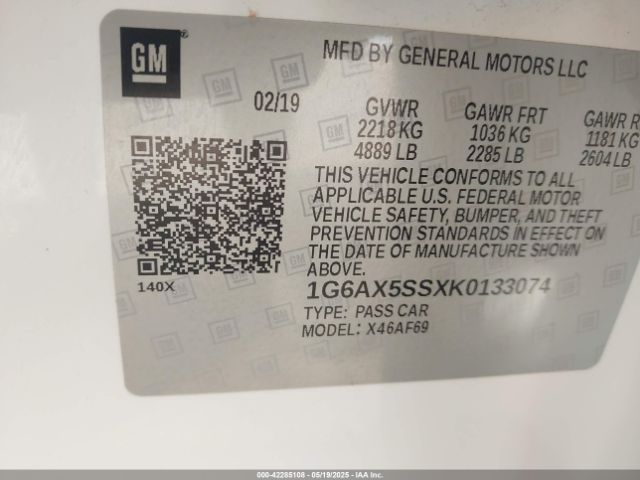 GM
MFD BY GENERAL MOTORS LLC
02/19 GVWR GAWR FRT GAWR R
2218 KG 1036 KG 1181 KG
4889 LB 2285 LB 2604 LB
THIS VEHICLE CONFORMS TO ALL
APPLICABLE U.S. FEDERAL MOTOR
VEHICLE SAFETY, BUMPER, AND THEFT
PREVENTION STANDARDS IN EFFECT ON
THE DATE OF MANUFACTURE SHOWN
ABOVE.
140X
1G6AX5SSXK0133074
TYPE: PASS CAR
MODEL: X46AF69
000-42285108 - 05/19/2025 - IAA Inc.